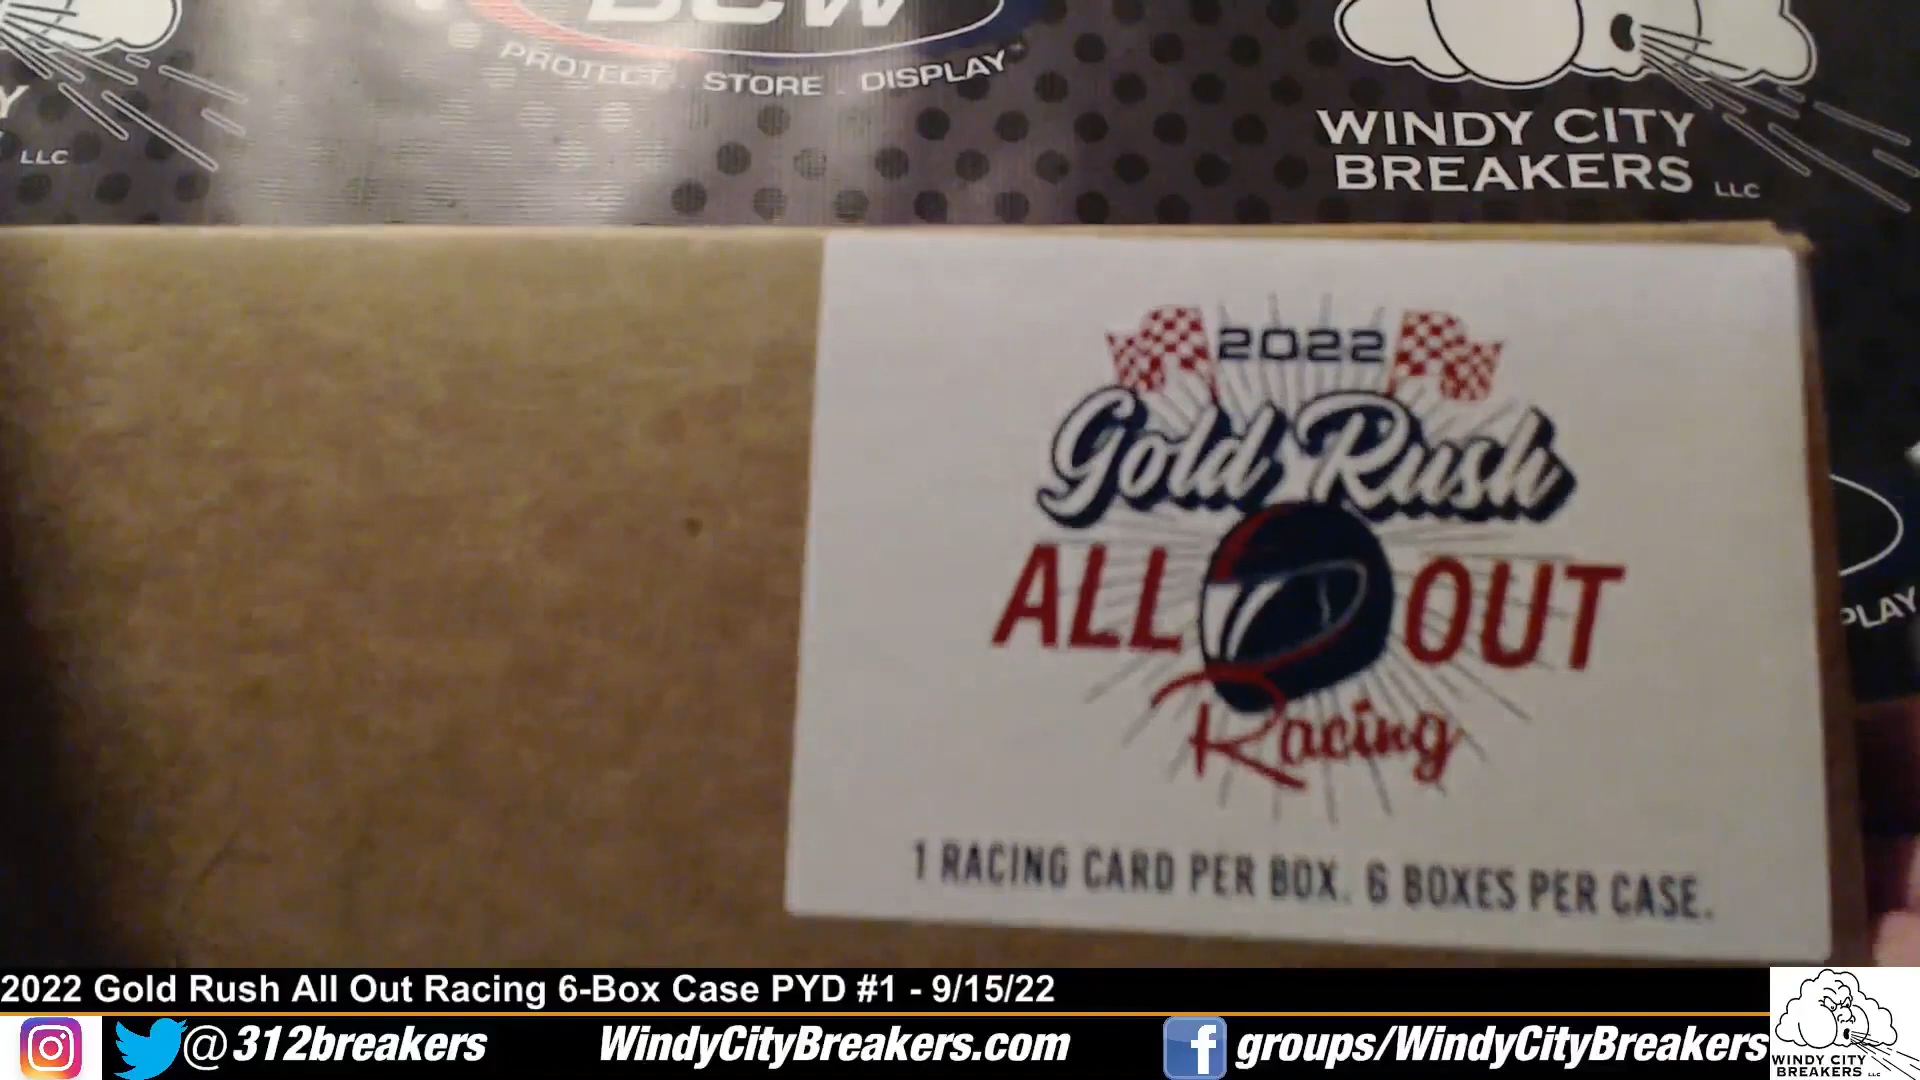 BCW
PROTECT . STORE . DISPLAY
Y
LLC
WINDY CITY
BREAKERS LLC
2022
Gold Rush
ALL OUT
Racing
1 RACING CARD PER BOX. 6 BOXES PER CASE.
PLAY
2022 Gold Rush All Out Racing 6-Box Case PYD #1 - 9/15/22
@312breakers
WindyCityBreakers.com
groups/WindyCityBreakers
WINDY CITY
BREAKERS LLC